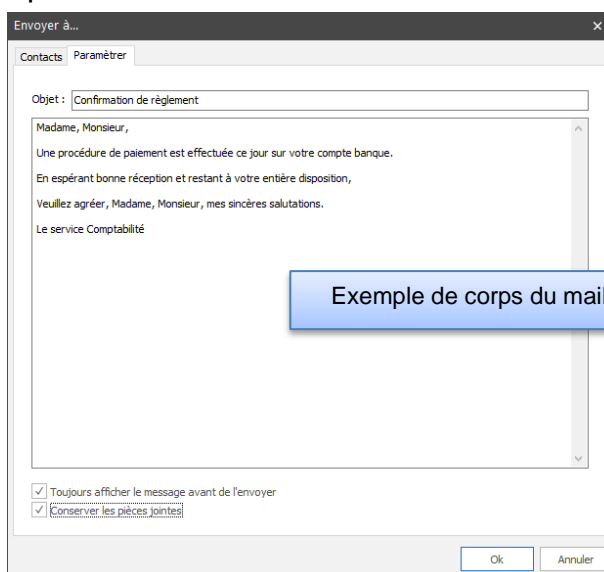 Envoyer à...
Contacts Paramètrer
Objet : Confirmation de règlement
Madame, Monsieur,
Une procédure de paiement est effectuée ce jour sur votre compte banque.
En espérant bonne réception et restant à votre entière disposition,
Veuillez agréer, Madame, Monsieur, mes sincères salutations.
Le service Comptabilité
Exemple de corps du mail
Toujours afficher le message avant de l'envoyer
Conserver les pièces jointes
Ok Annuler